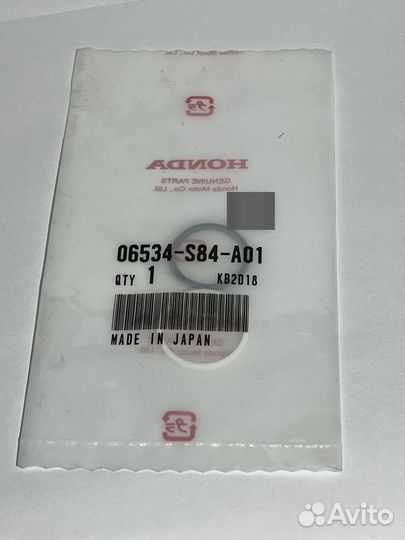 HONDA
GENUINE PARTS
Honda Motor Co., Ltd.
06534-S84-A01
QTY 1 KB2D18
MADE IN JAPAN
Avito